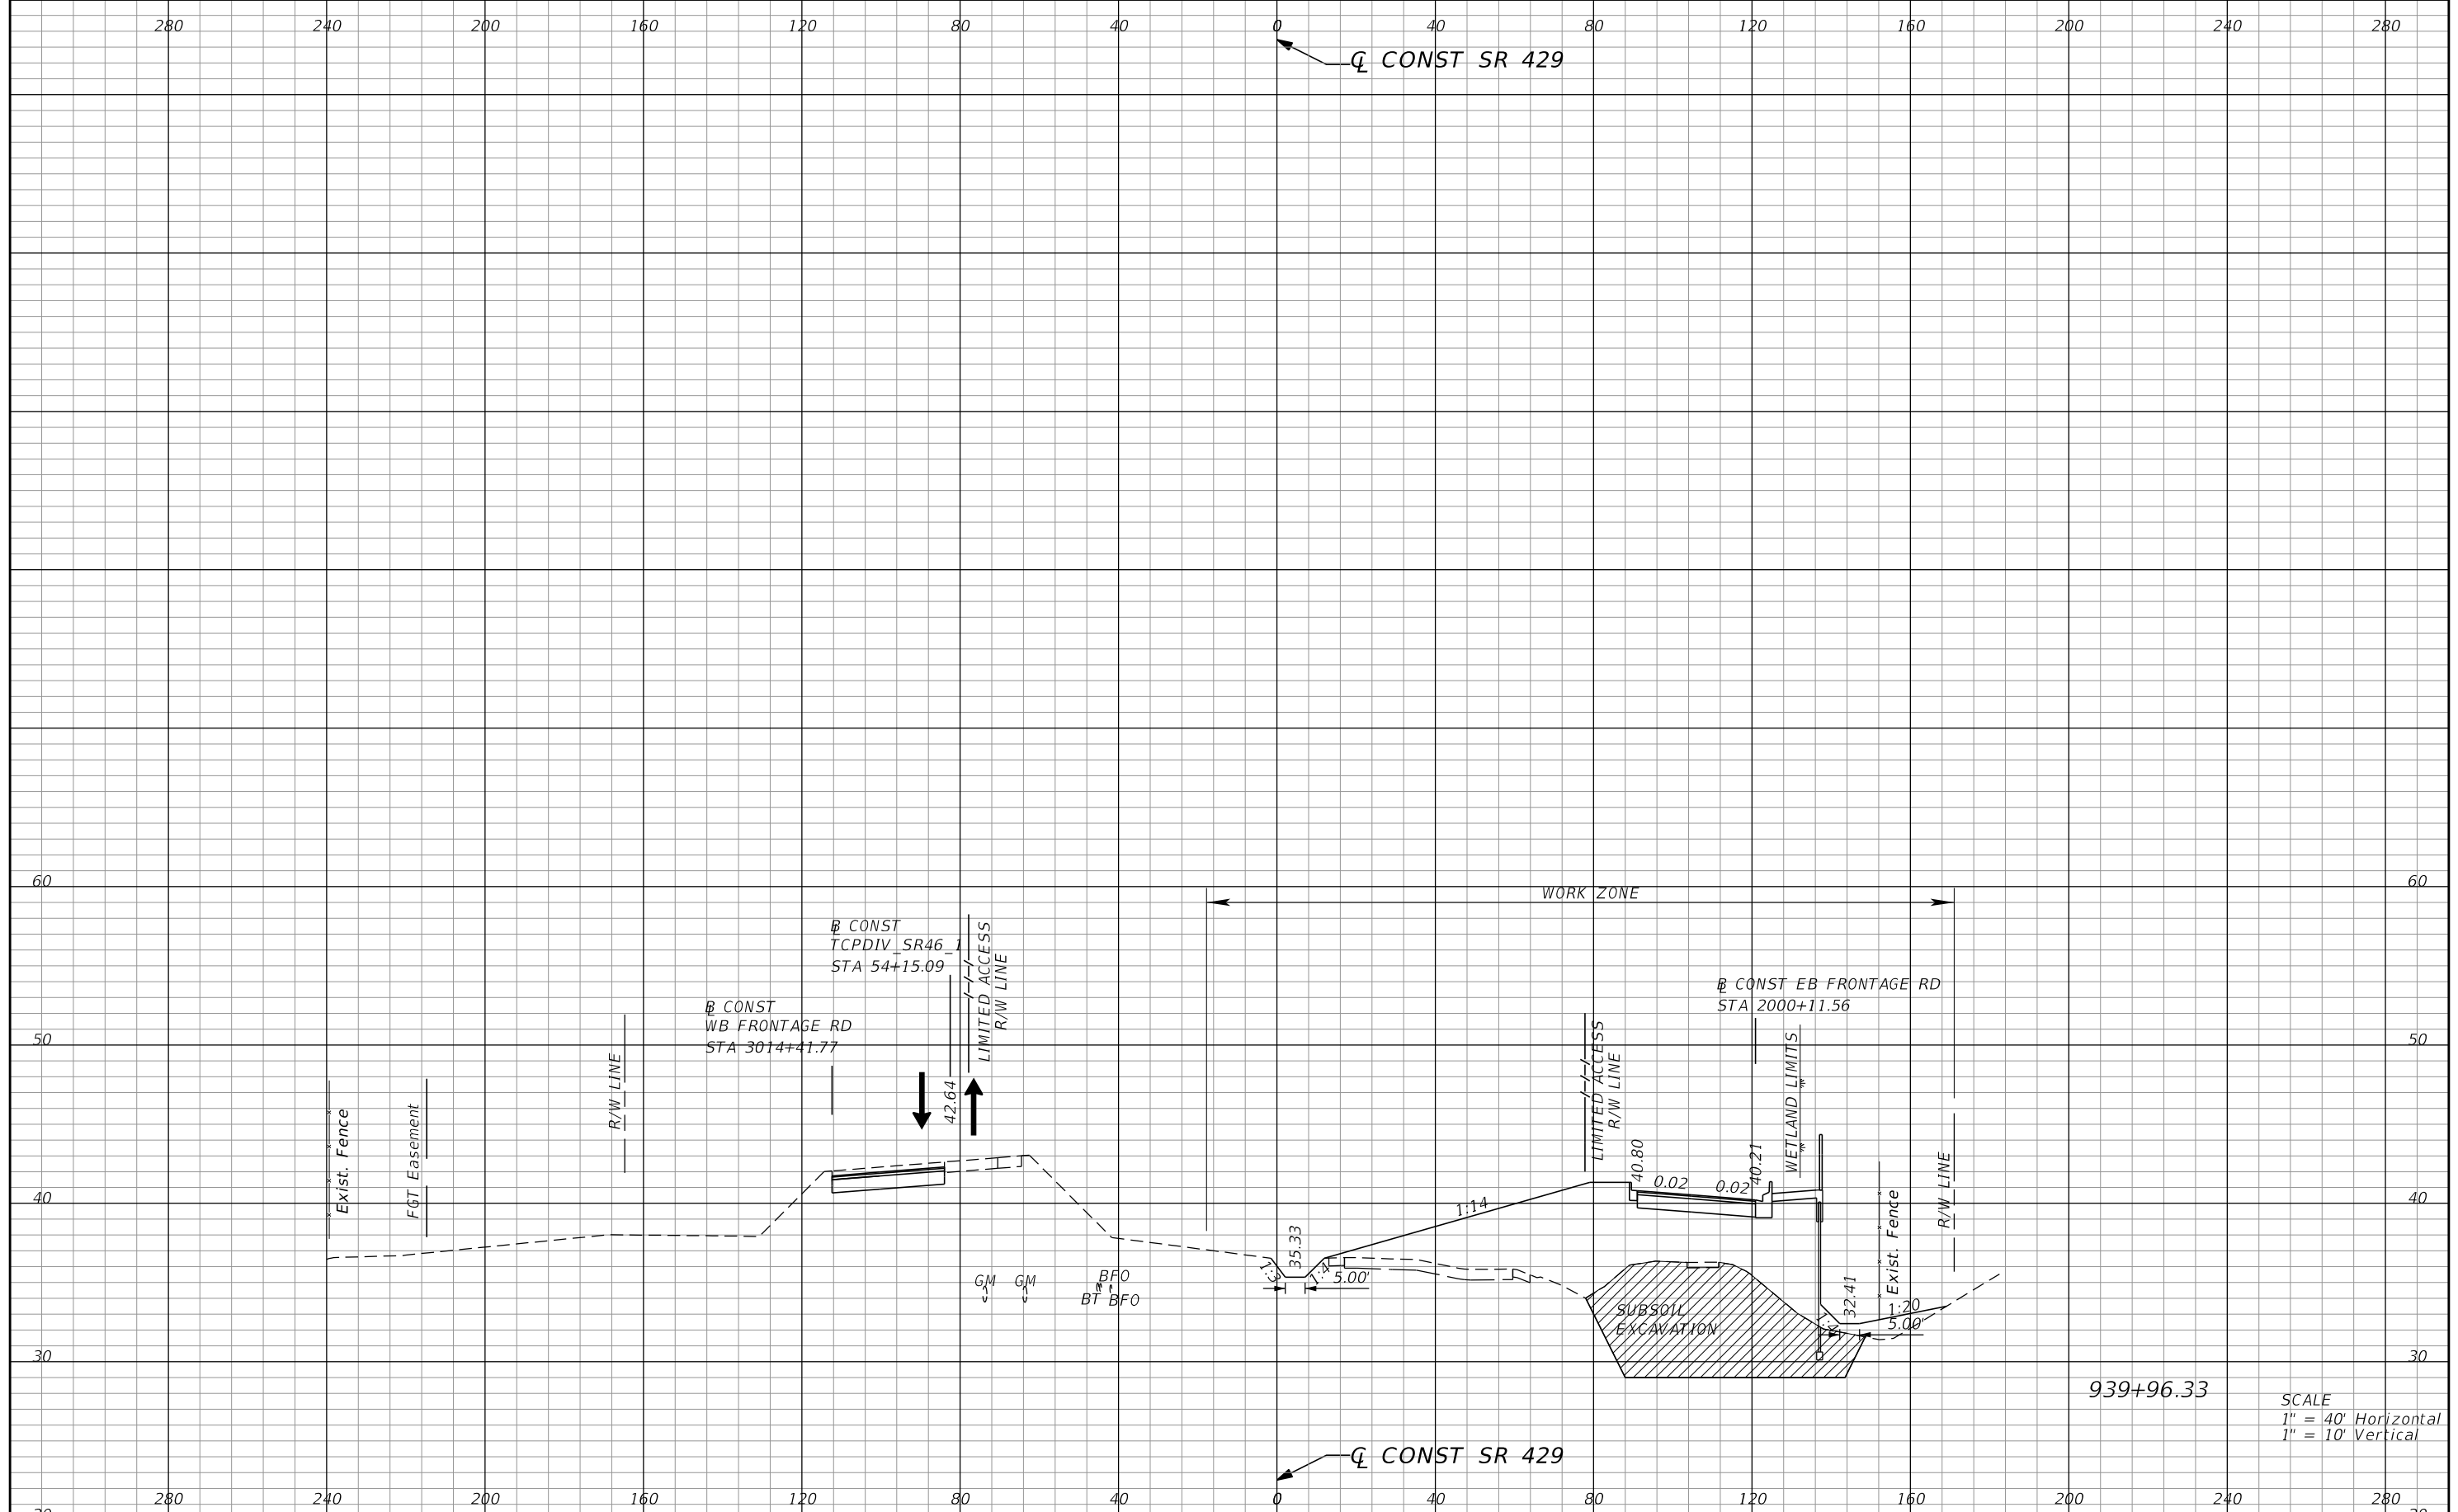 280 240 200 160 120 80 40 0 40 80 120 160 200 240 280
℄ CONST SR 429
60 60
WORK ZONE
B CONST
TCPDIV_SR46_1
STA 54+15.09
LIMITED ACCESS
R/W LINE
B CONST
WB FRONTAGE RD
STA 3014+41.77
B CONST EB FRONTAGE RD
STA 2000+11.56
50 50
Exist. Fence
FGT Easement
R/W LINE
42.64
LIMITED ACCESS
R/W LINE
40.80
0.02
0.02
40.21
WETLAND LIMITS
Exist. Fence
R/W LINE
40 40
1:14
35.33
1:3
1:4
5.00'
GM
GM
BFO
BT
BFO
SUBSOIL
EXCAVATION
32.41
1:20
5.00'
30 30
939+96.33
SCALE
1" = 40' Horizontal
1" = 10' Vertical
℄ CONST SR 429
280 240 200 160 120 80 40 0 40 80 120 160 200 240 280